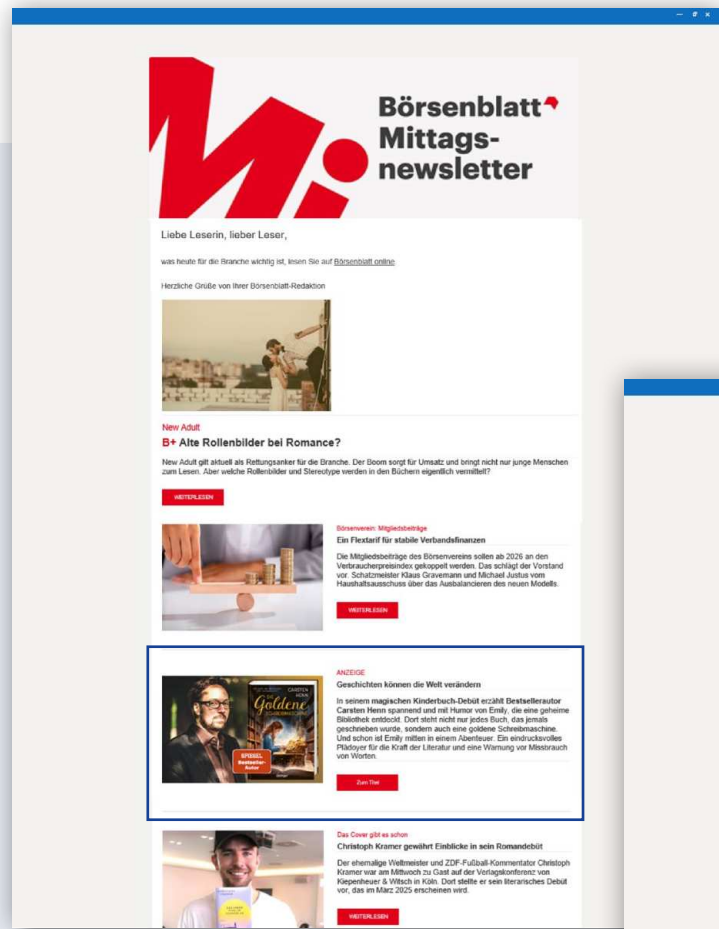 Börsenblatt
Mittags-
newsletter
Liebe Leserin, lieber Leser,
was heute für die Branche wichtig ist, lesen Sie auf Börsenblatt online.
Herzliche Grüße von Ihrer Börsenblatt-Redaktion
New Adult
B+ Alte Rollenbilder bei Romance?
New Adult gilt aktuell als Rettungsanker für die Branche. Der Boom sorgt für Umsatz und bringt nicht nur junge Menschen
zum Lesen. Aber welche Rollenbilder und Stereotype werden in den Büchern eigentlich vermittelt?
WEITERLESEN
Börsenverein: Mitgliedsbeiträge
Ein Flextarif für stabile Verbandsfinanzen
Die Mitgliedsbeiträge des Börsenvereins sollen ab 2026 an den
Verbraucherpreisindex gekoppelt werden. Das schlägt der Vorstand
vor. Schatzmeister Klaus Gravemann und Michael Justus vom
Haushaltsausschuss über das Ausbalancieren des neuen Modells.
WEITERLESEN
CARSTEN
HENN
Goldene
SPIEGEL
Bestseller-
Autor
ANZEIGE
Geschichten können die Welt verändern
In seinem magischen Kinderbuch-Debüt erzählt Bestsellerautor
Carsten Henn spannend und mit Humor von Emily, die eine geheime
Bibliothek entdeckt. Dort steht nicht nur jedes Buch, das jemals
geschrieben wurde, sondern auch eine goldene Schreibmaschine.
Und schon ist Emily mitten in einem Abenteuer. Ein eindrucksvolles
Plädoyer für die Kraft der Literatur und eine Warnung vor Missbrauch
von Worten.
Zum Titel
Das Cover gibt es schon
Christoph Kramer gewährt Einblicke in sein Romandebüt
Der ehemalige Weltmeister und ZDF-Fußball-Kommentator Christoph
Kramer war am Mittwoch zu Gast auf der Verlagskonferenz von
Kiepenheuer & Witsch in Köln. Dort stellte er sein literarisches Debüt
vor, das im März 2025 erscheinen wird.
WEITERLESEN